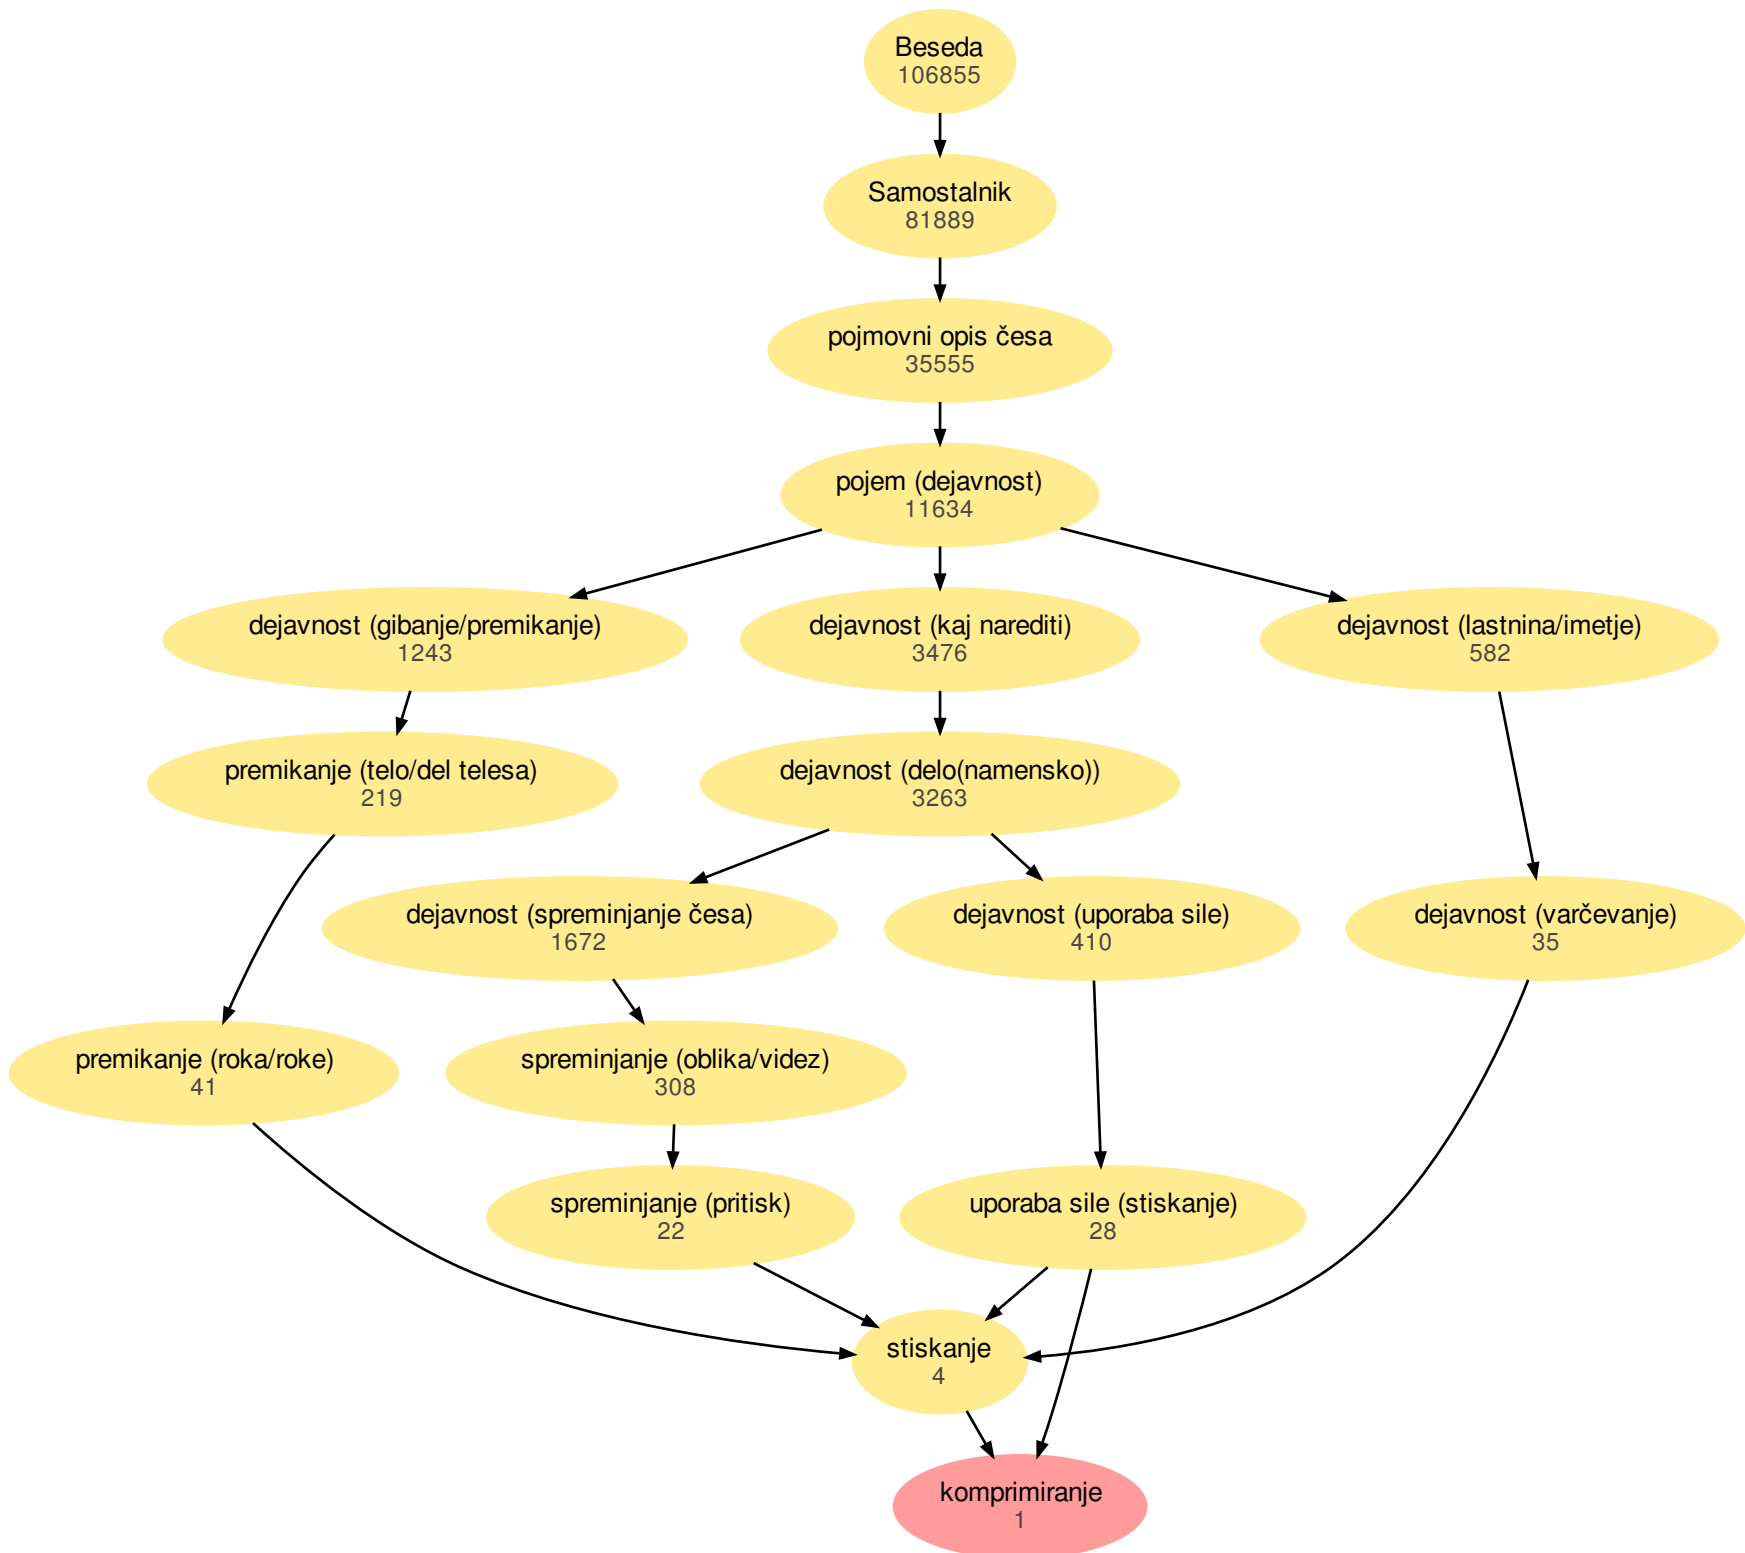 Beseda
106855
Samostalnik
81889
pojmovni opis česa
35555
pojem (dejavnost)
11634
dejavnost (gibanje/premikanje)
1243
dejavnost (kaj narediti)
3476
dejavnost (lastnina/imetje)
582
premikanje (telo/del telesa)
219
dejavnost (delo(namensko))
3263
dejavnost (spreminjanje česa)
1672
dejavnost (uporaba sile)
410
dejavnost (varčevanje)
35
premikanje (roka/roke)
41
spreminjanje (oblika/videz)
308
spreminjanje (pritisk)
22
uporaba sile (stiskanje)
28
stiskanje
4
komprimiranje
1